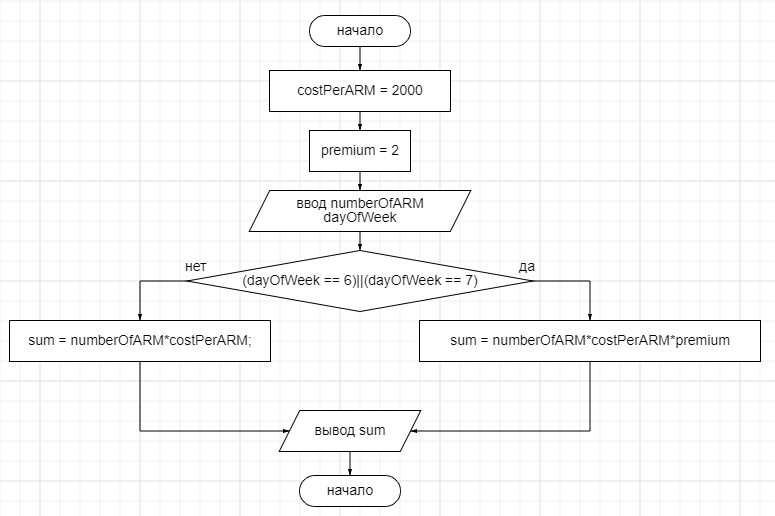 начало
costPerARM = 2000
premium = 2
ввод numberOfARM
dayOfWeek
нет
да
(dayOfWeek == 6)||(dayOfWeek == 7)
sum = numberOfARM*costPerARM;
sum = numberOfARM*costPerARM*premium
вывод sum
начало